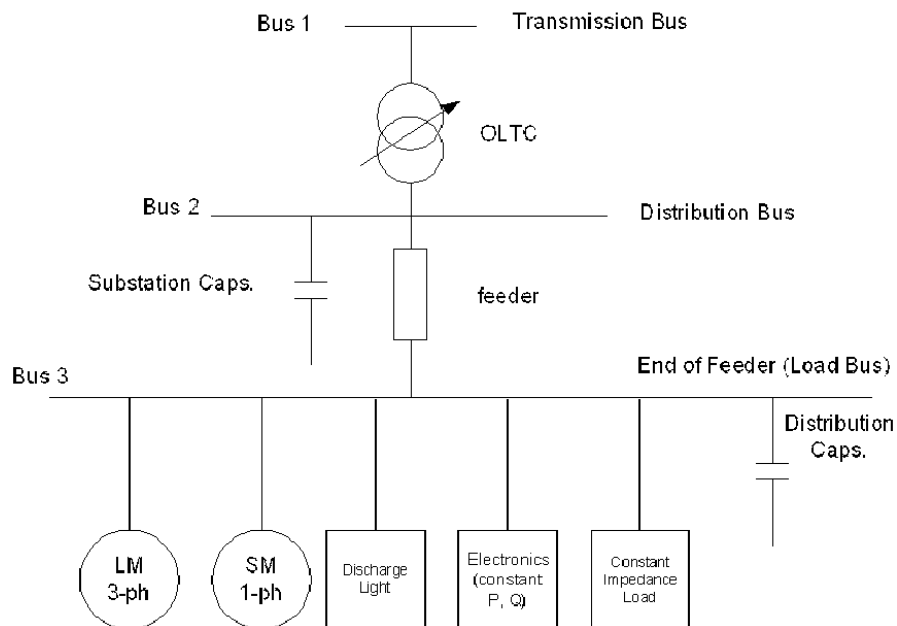 Bus 1
Transmission Bus
OLTC
Bus 2
Distribution Bus
Substation Caps.
feeder
Bus 3
End of Feeder (Load Bus)
Distribution
Caps.
LM
3-ph
SM
1-ph
Discharge
Light
Electronics
(constant
P, Q)
Constant
Impedance
Load